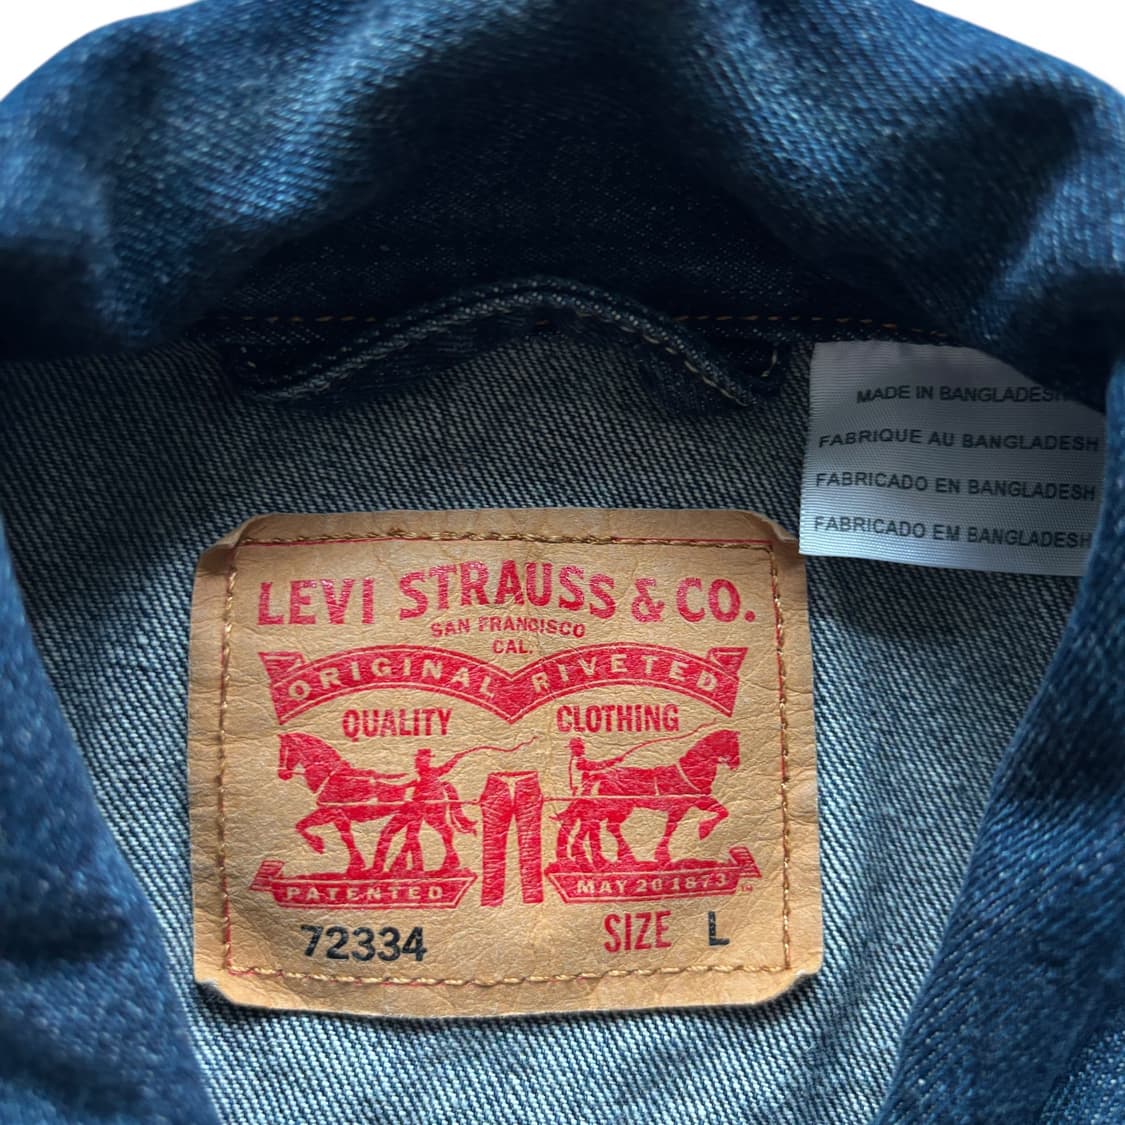 LEVI STRAUSS & CO.
SAN FRANCISCO
CAL.
ORIGINAL RIVETED
QUALITY CLOTHING
PATENTED MAY 20 1873 ™
72334 SIZE L
MADE IN BANGLADESH
FABRIQUE AU BANGLADESH
FABRICADO EN BANGLADESH
FABRICADO EM BANGLADESH